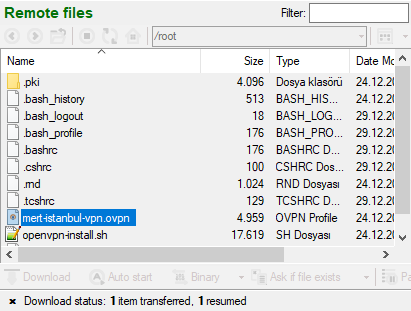 Remote files Filter:
/root
Name Size Type Date Mo
.pki 4.096 Dosya klasörü 24.12.20
.bash_history 513 BASH_HIS... 24.12.20
.bash_logout 18 BASH_LOG... 29.12.20
.bash_profile 176 BASH_PRO... 29.12.20
.bashrc 176 BASHRC D... 29.12.20
.cshrc 100 CSHRC Dos... 29.12.20
.rnd 1.024 RND Dosyası 24.12.20
.tcshrc 129 TCSHRC D... 29.12.20
mert-istanbul-vpn.ovpn 4.959 OVPN Profile 24.12.20
openvpn-install.sh 17.619 SH Dosyası 24.12.20
Download Auto start Binary Ask if file exists Pa
Download status: 1 item transferred, 1 resumed